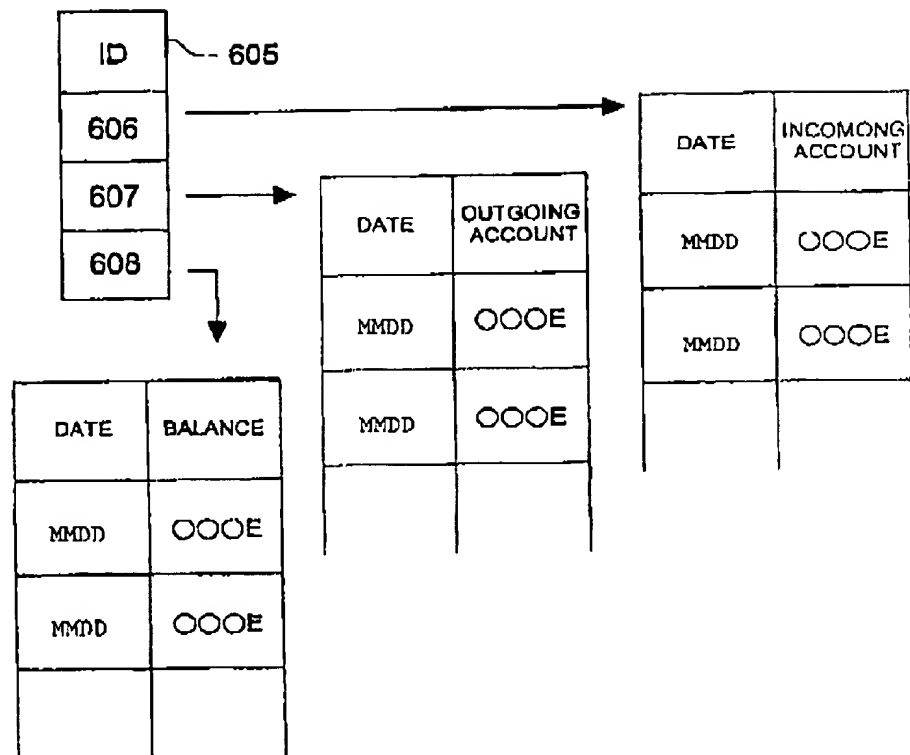 ID
605
606
607
608
DATE
INCOMONG
ACCOUNT
MMDD
○○○E
MMDD
○○○E
DATE
OUTGOING
ACCOUNT
MMDD
○○○E
MMDD
○○○E
DATE
BALANCE
MMDD
○○○E
MMDD
○○○E